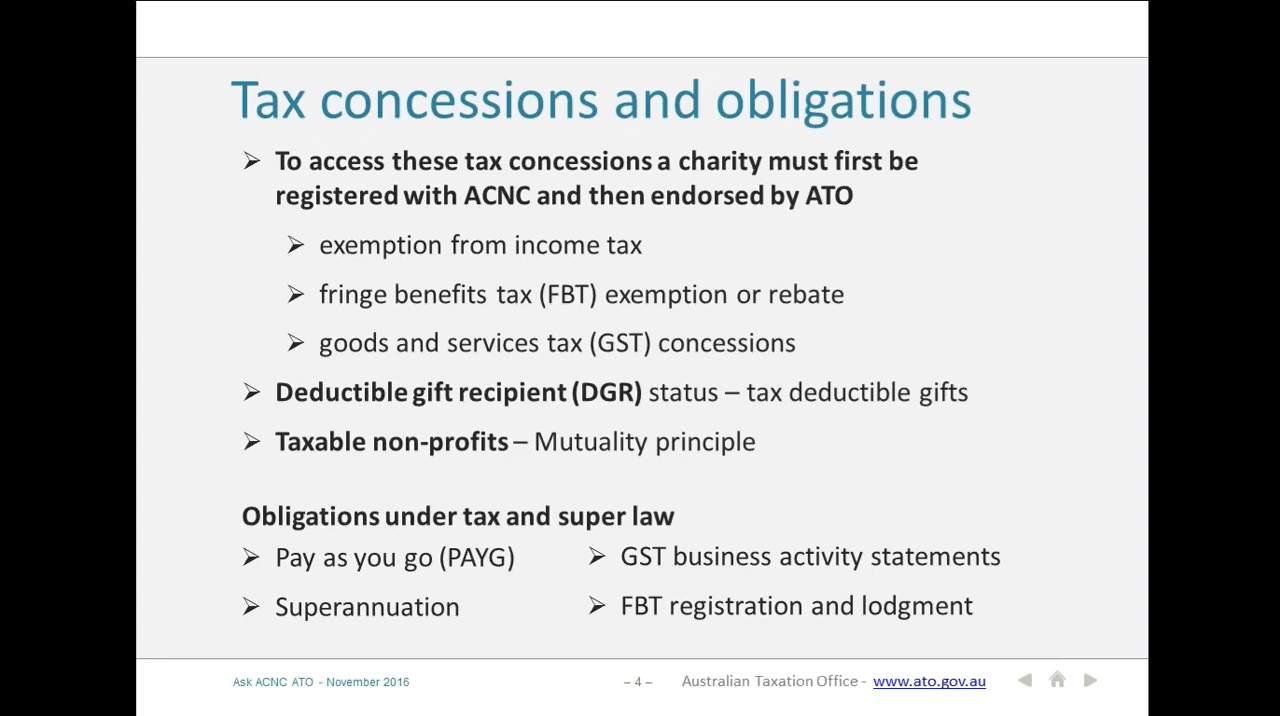 Tax concessions and obligations
To access these tax concessions a charity must first be
registered with ACNC and then endorsed by ATO
exemption from income tax
fringe benefits tax (FBT) exemption or rebate
goods and services tax (GST) concessions
Deductible gift recipient (DGR) status – tax deductible gifts
Taxable non-profits – Mutuality principle
Obligations under tax and super law
Pay as you go (PAYG)
GST business activity statements
Superannuation
FBT registration and lodgment
Ask ACNC ATO - November 2016
– 4 –
Australian Taxation Office - www.ato.gov.au